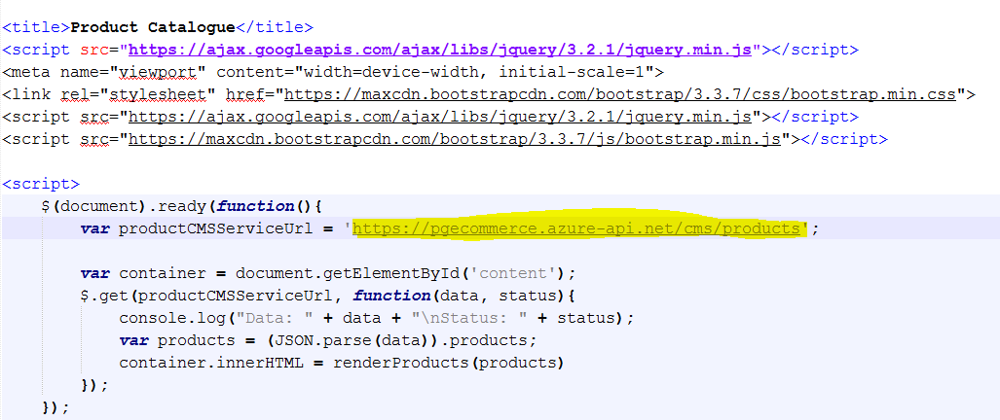 <title>Product Catalogue</title>
<script src="https://ajax.googleapis.com/ajax/libs/jquery/3.2.1/jquery.min.js"></script>
<meta name="viewport" content="width=device-width, initial-scale=1">
<link rel="stylesheet" href="https://maxcdn.bootstrapcdn.com/bootstrap/3.3.7/css/bootstrap.min.css">
<script src="https://ajax.googleapis.com/ajax/libs/jquery/3.2.1/jquery.min.js"></script>
<script src="https://maxcdn.bootstrapcdn.com/bootstrap/3.3.7/js/bootstrap.min.js"></script>
<script>
$(document).ready(function(){
var productCMSServiceUrl = 'https://pgecommerce.azure-api.net/cms/products';
var container = document.getElementById('content');
$.get(productCMSServiceUrl, function(data, status){
console.log("Data: " + data + "\nStatus: " + status);
var products = (JSON.parse(data)).products;
container.innerHTML = renderProducts(products)
});
});